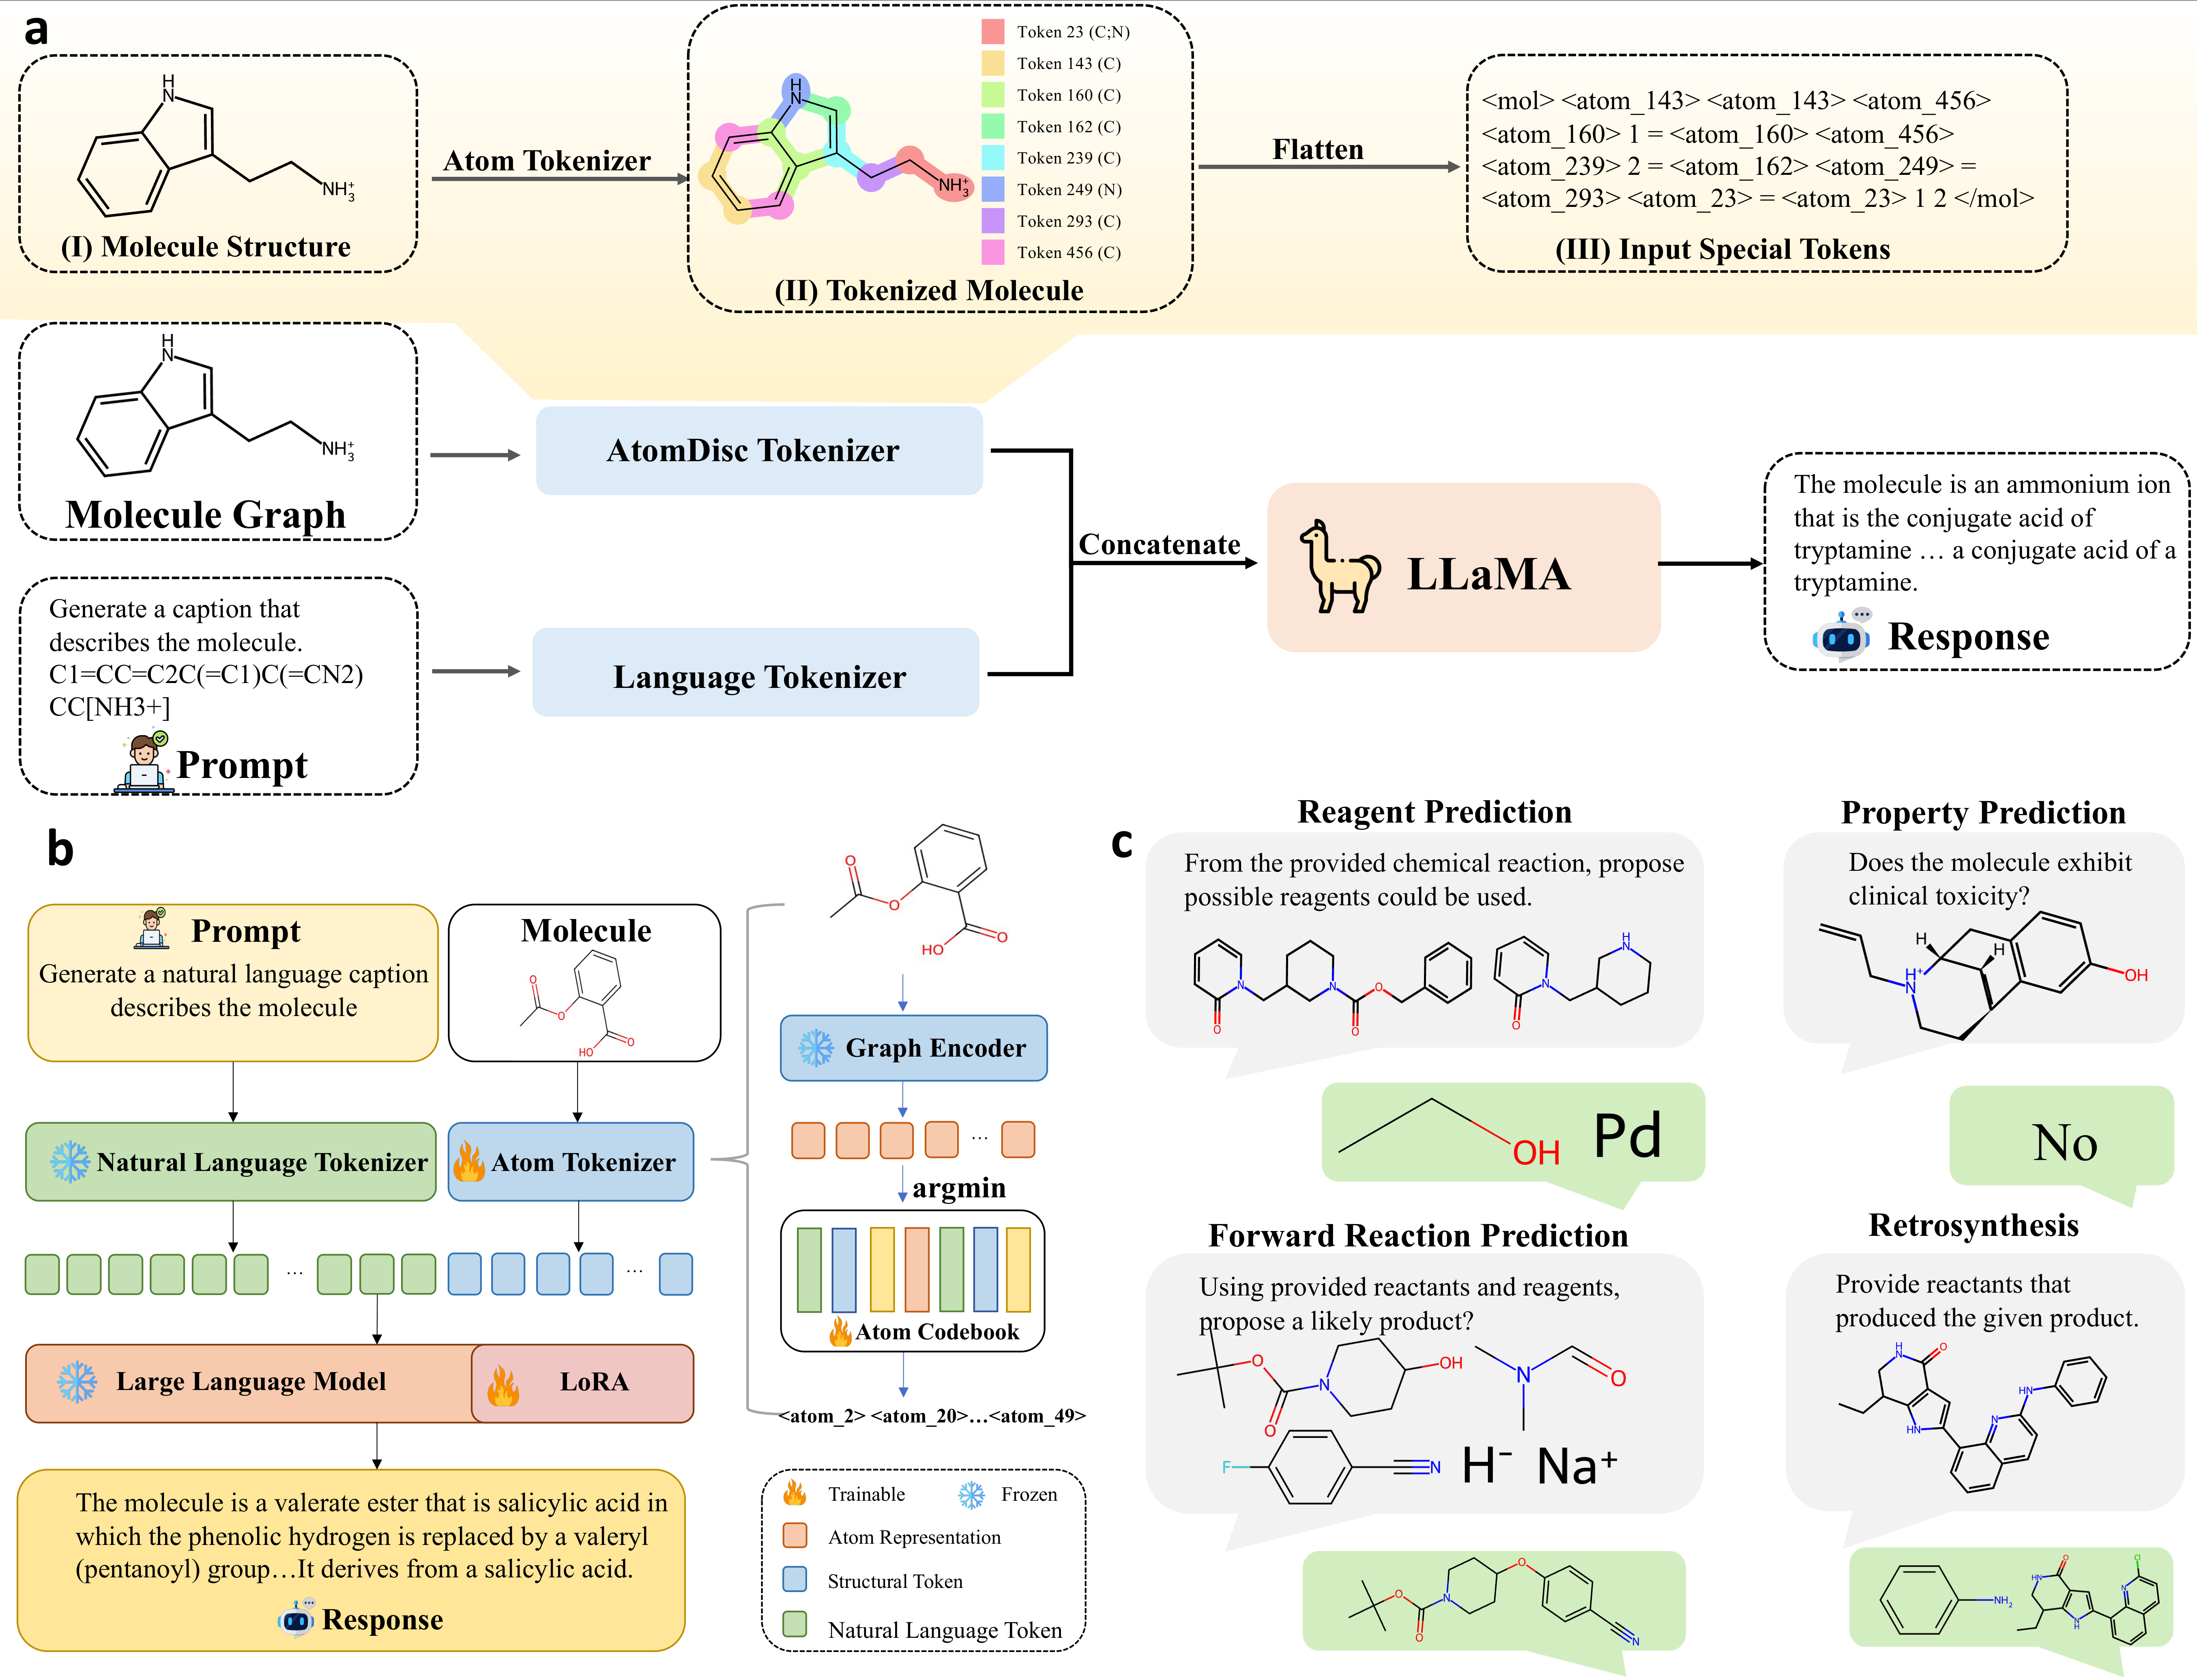 a
H
N
NH3+
(I) Molecule Structure
Atom Tokenizer
H
N
NH3+
Token 23 (C;N)
Token 143 (C)
Token 160 (C)
Token 162 (C)
Token 239 (C)
Token 249 (N)
Token 293 (C)
Token 456 (C)
(II) Tokenized Molecule
Flatten
<mol> <atom_143> <atom_143> <atom_456>
<atom_160> 1 = <atom_160> <atom_456>
<atom_239> 2 = <atom_162> <atom_249> =
<atom_293> <atom_23> = <atom_23> 1 2 </mol>
(III) Input Special Tokens
H
N
NH3+
Molecule Graph
AtomDisc Tokenizer
Generate a caption that
describes the molecule.
C1=CC=C2C(=C1)C(=CN2)
CC[NH3+]
Prompt
Language Tokenizer
Concatenate
LLaMA
The molecule is an ammonium ion
that is the conjugate acid of
tryptamine … a conjugate acid of a
tryptamine.
Response
b
Prompt
Generate a natural language caption
describes the molecule
Molecule
O
O
HO
O
Natural Language Tokenizer
Atom Tokenizer
...
...
Large Language Model
LoRA
The molecule is a valerate ester that is salicylic acid in
which the phenolic hydrogen is replaced by a valeryl
(pentanoyl) group…It derives from a salicylic acid.
Response
O
O
HO
O
Graph Encoder
...
argmin
Atom Codebook
<atom_2> <atom_20>…<atom_49>
Trainable
Frozen
Atom Representation
Structural Token
Natural Language Token
c
Reagent Prediction
From the provided chemical reaction, propose
possible reagents could be used.
N
O
N
O
O
N
O
H
N
OH
Pd
Property Prediction
Does the molecule exhibit
clinical toxicity?
H
H
H+
N
OH
No
Forward Reaction Prediction
Using provided reactants and reagents,
propose a likely product?
O
O
N
OH
N
O
F
N
H−
Na+
O
O
N
O
N
Retrosynthesis
Provide reactants that
produced the given product.
HN
O
HN
HN
N
NH2
HN
O
N
H
N
Cl